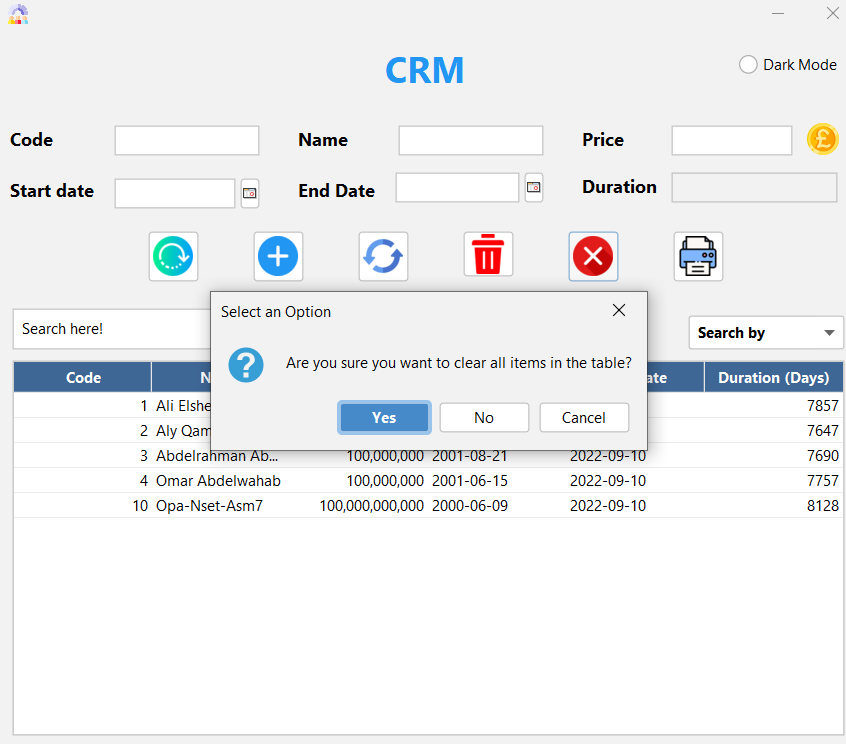 CRM
Dark Mode
Code
Name
Price
£
Start date
End Date
Duration
Select an Option
Search here!
Are you sure you want to clear all items in the table?
?
Search by
Yes No Cancel
Code N ate Duration (Days)
1 Ali Elshe 7857
2 Aly Qam 7647
3 Abdelrahman Ab... 100,000,000 2001-08-21 2022-09-10 7690
4 Omar Abdelwahab 100,000,000 2001-06-15 2022-09-10 7757
10 Opa-Nset-Asm7 100,000,000,000 2000-06-09 2022-09-10 8128